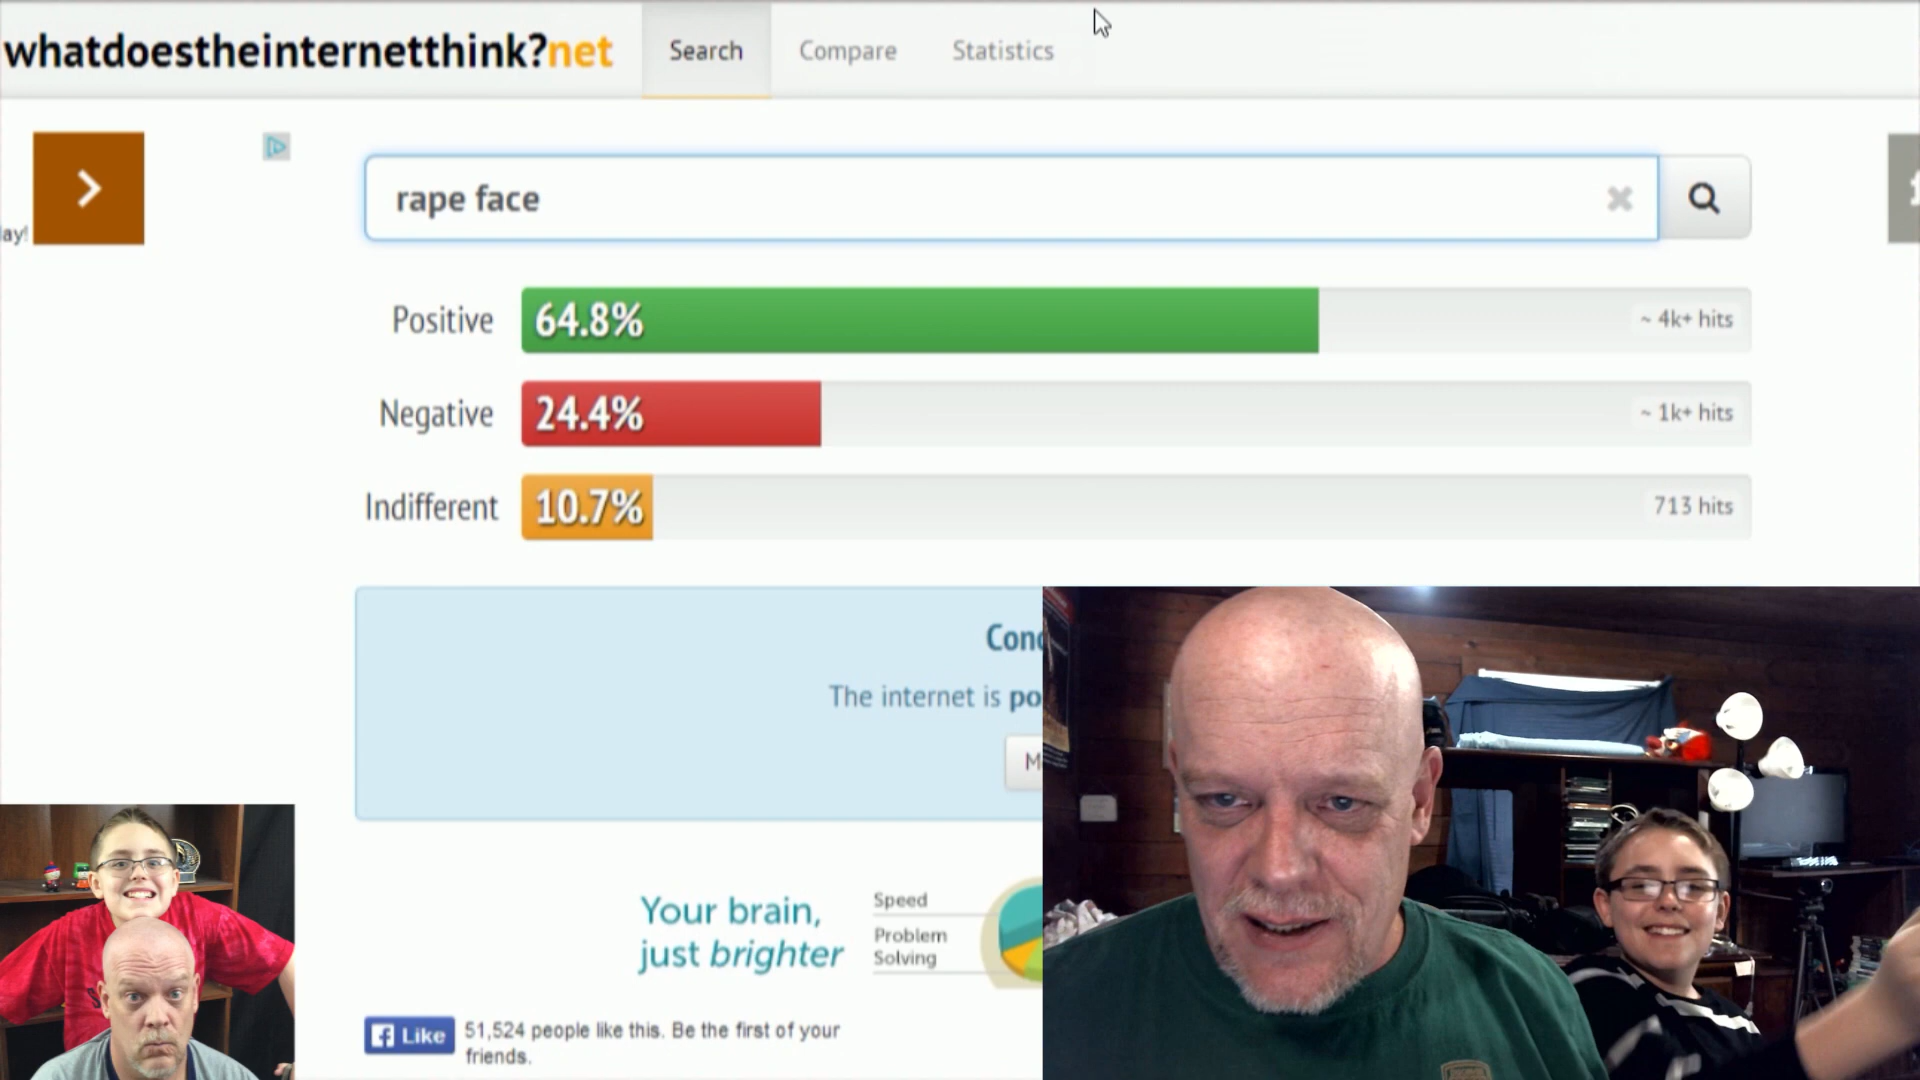 whatdoestheinternetthink?net
Search
Compare
Statistics
lay!
rape face
Positive
64.8%
~ 4k+ hits
Negative
24.4%
~ 1k+ hits
Indifferent
10.7%
713 hits
Conc
The internet is po
M
Your brain,
just brighter
Speed
Problem
Solving
Like
51,524 people like this. Be the first of your
friends.